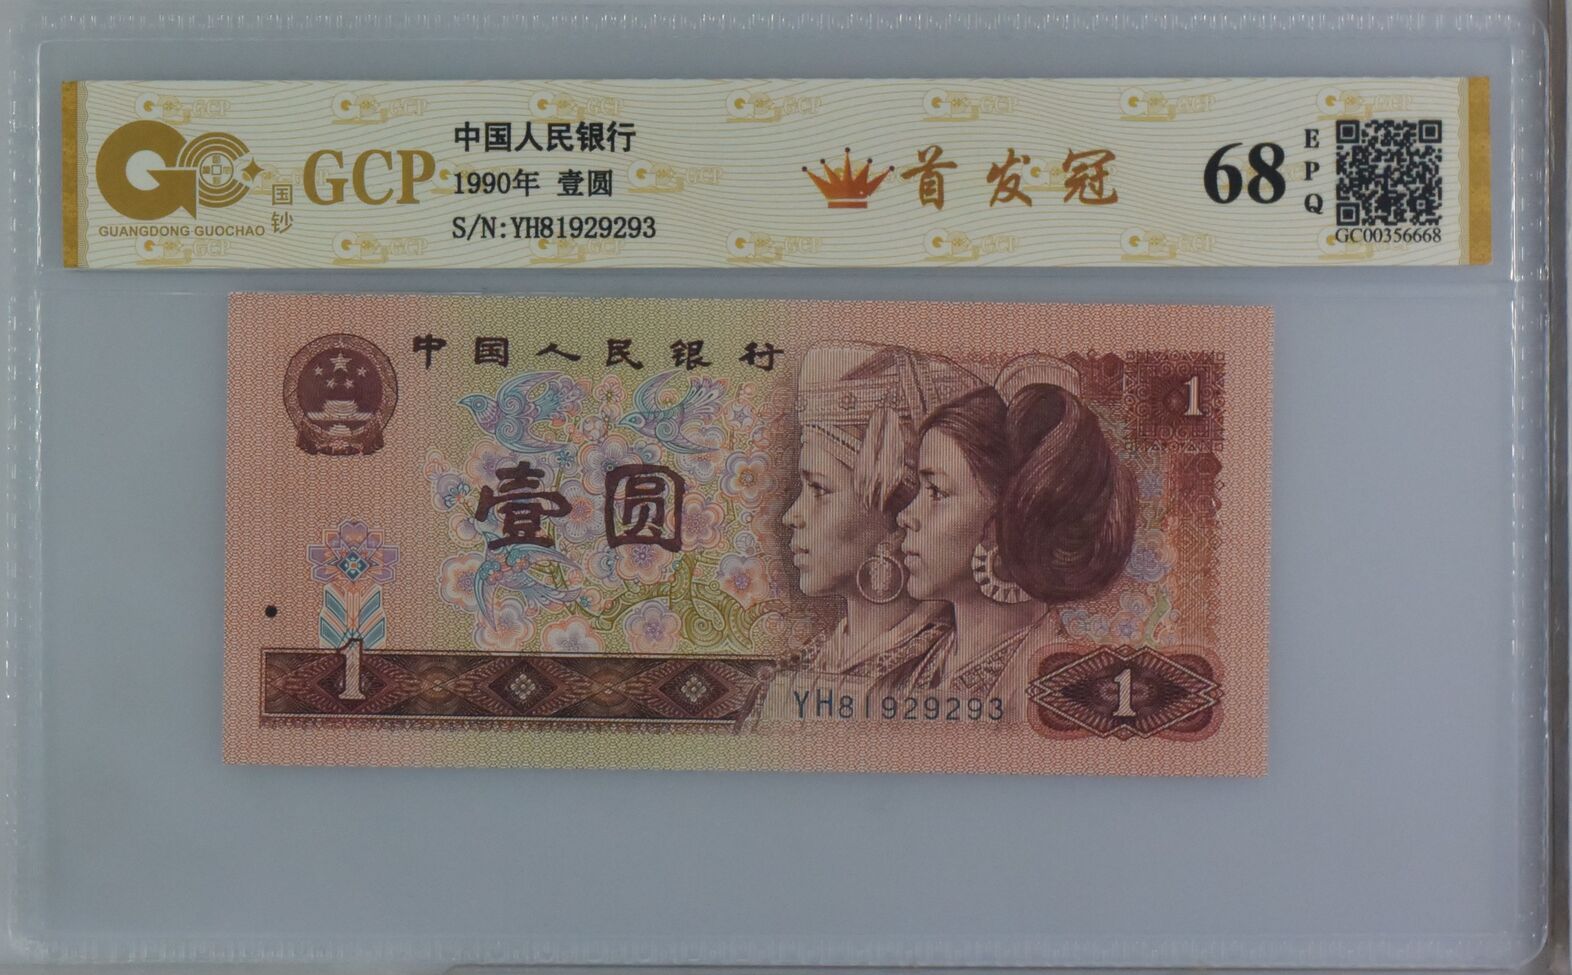 GCP
GUANGDONG GUOCHAO
国钞
中国人民银行
1990年 壹圆
S/N:YH81929293
首发冠
68
EPQ
GC00356668
中国人民银行
1
壹圆
1
YH81929293
1